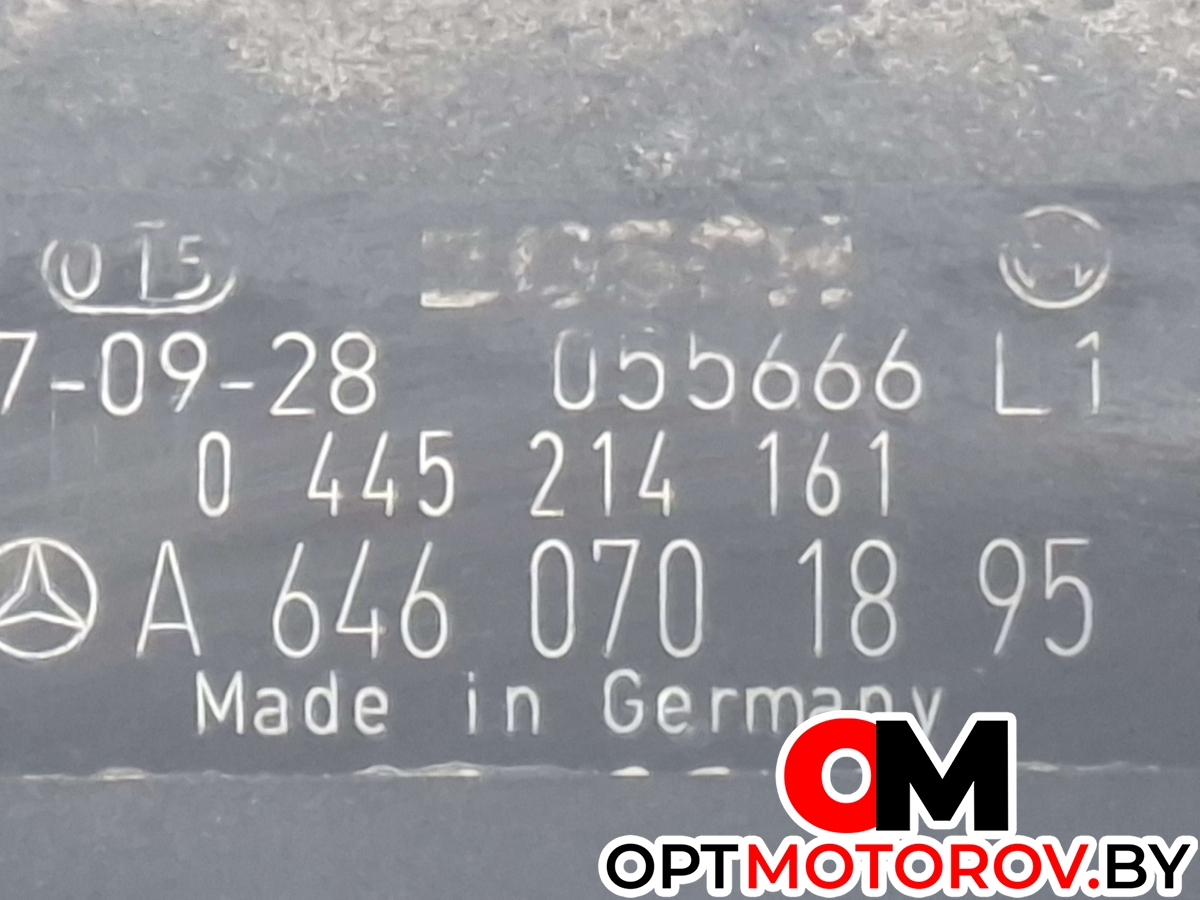 015
7-09-28 055666 L1
0 445 214 161
A 646 070 18 95
Made in Germany
OM
OPTMOTOROV.BY